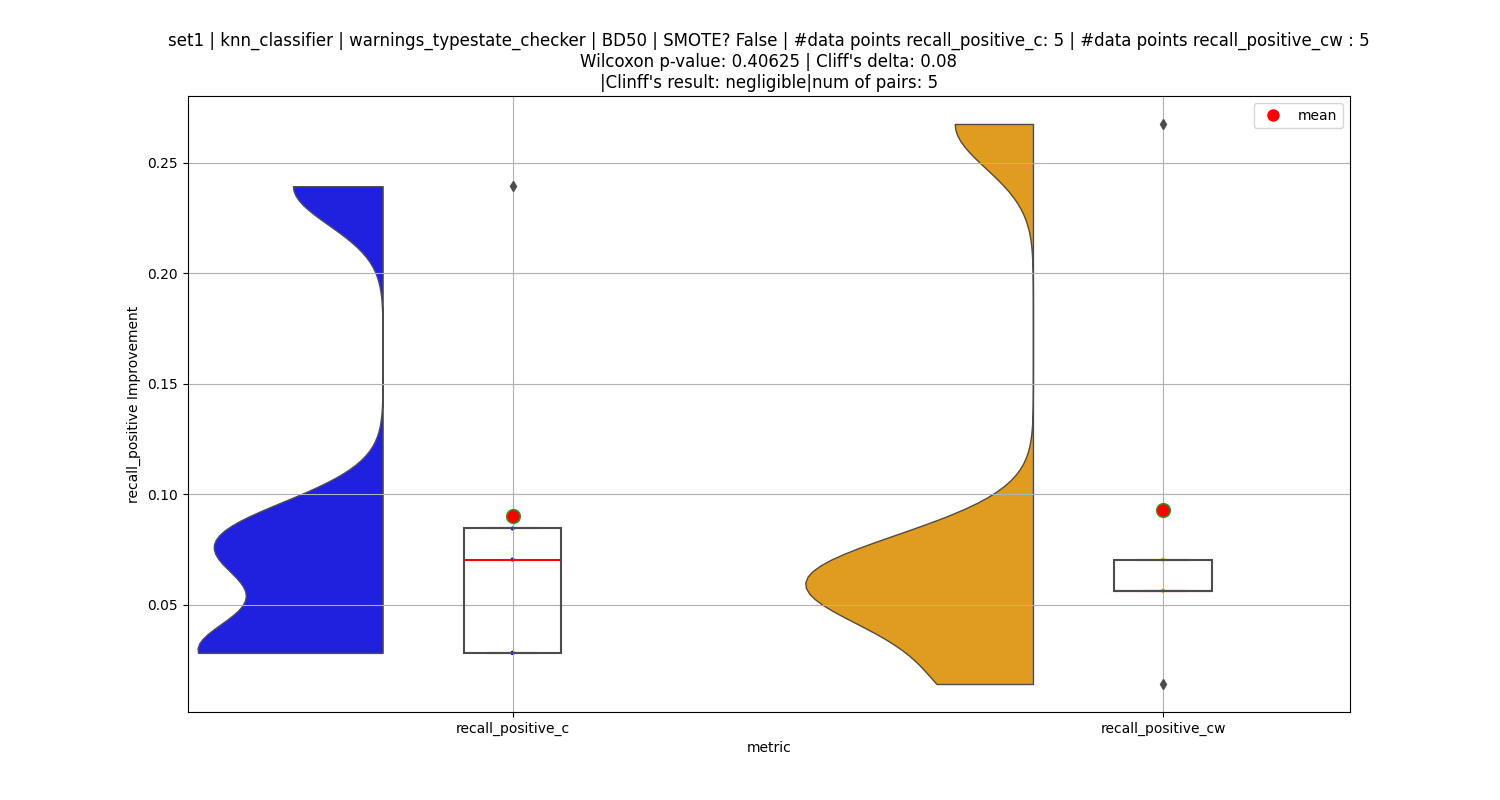 set1 | knn_classifier | warnings_typestate_checker | BD50 | SMOTE? False | #data points recall_positive_c: 5 | #data points recall_positive_cw : 5
Wilcoxon p-value: 0.40625 | Cliff's delta: 0.08
|Clinff's result: negligible|num of pairs: 5
mean
0.25
0.20
0.15
0.10
0.05
recall_positive Improvement
recall_positive_c
recall_positive_cw
metric